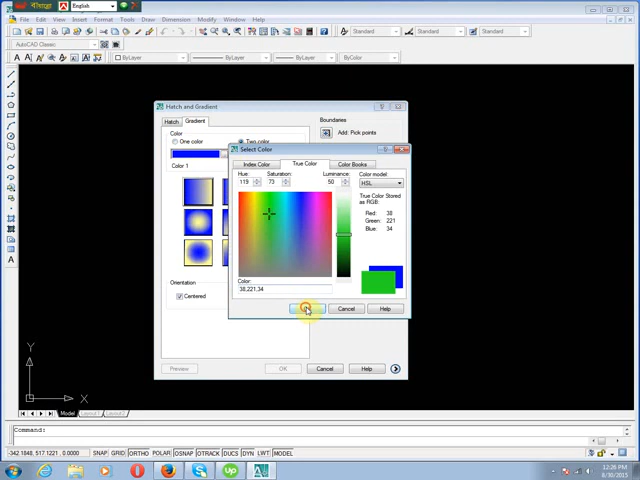 বাংলা
AutoCAD Classic
File Edit View Insert Format Tools Draw Dimension Modify Window Help
AutoCAD Classic
Standard
Standard
Standard
ByLayer
ByLayer
ByLayer
ByColor
Hatch and Gradient
Hatch
Gradient
Boundaries
Color
One color
Two color
Add: Pick points
Color 1
Select Color
Index Color
True Color
Color Books
Hue:
Saturation:
Luminance:
Color model:
119
73
50
HSL
True Color Stored
as RGB:
Red: 38
Green: 221
Blue: 34
Color:
38,221,34
Cancel
Help
Orientation
Centered
Preview
OK
Cancel
Help
Y
X
Model
Layout1
Layout2
Command:
-342.1848, 517.1221, 0.0000
SNAP GRID ORTHO POLAR OSNAP OTRACK DUCS DYN LWT MODEL
Up
12:26 PM
8/30/2015